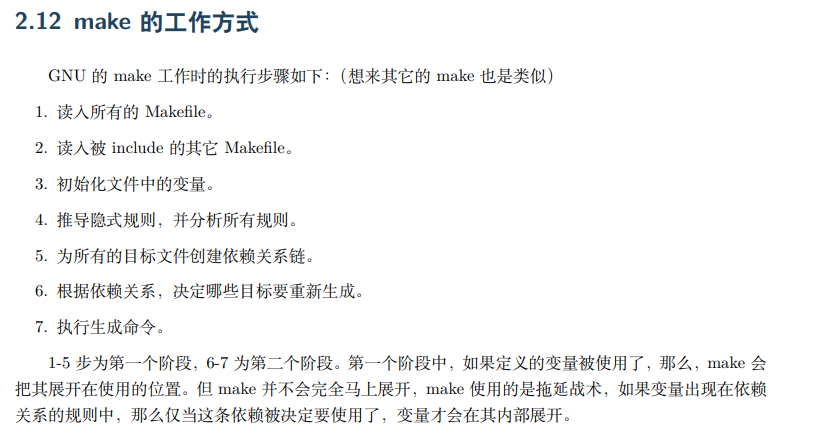 2.12 make 的工作方式
GNU 的 make 工作时的执行步骤如下：（想来其它的 make 也是类似）
1. 读入所有的 Makefile。
2. 读入被 include 的其它 Makefile。
3. 初始化文件中的变量。
4. 推导隐式规则，并分析所有规则。
5. 为所有的目标文件创建依赖关系链。
6. 根据依赖关系，决定哪些目标要重新生成。
7. 执行生成命令。
1-5 步为第一个阶段，6-7 为第二个阶段。第一个阶段中，如果定义的变量被使用了，那么，make 会
把其展开在使用的位置。但 make 并不会完全马上展开，make 使用的是拖延战术，如果变量出现在依赖
关系的规则中，那么仅当这条依赖被决定要使用了，变量才会在其内部展开。